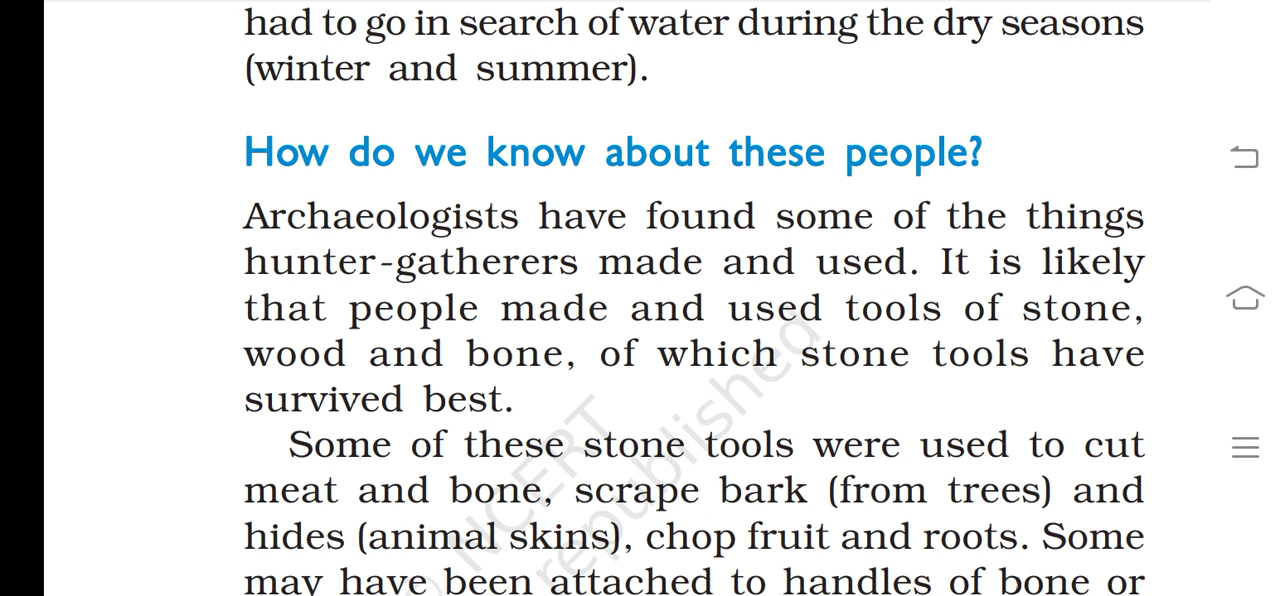 had to go in search of water during the dry seasons
(winter and summer).
How do we know about these people?
Archaeologists have found some of the things
hunter-gatherers made and used. It is likely
that people made and used tools of stone,
wood and bone, of which stone tools have
survived best.
Some of these stone tools were used to cut
meat and bone, scrape bark (from trees) and
hides (animal skins), chop fruit and roots. Some
may have been attached to handles of bone or
© NCERT
republished